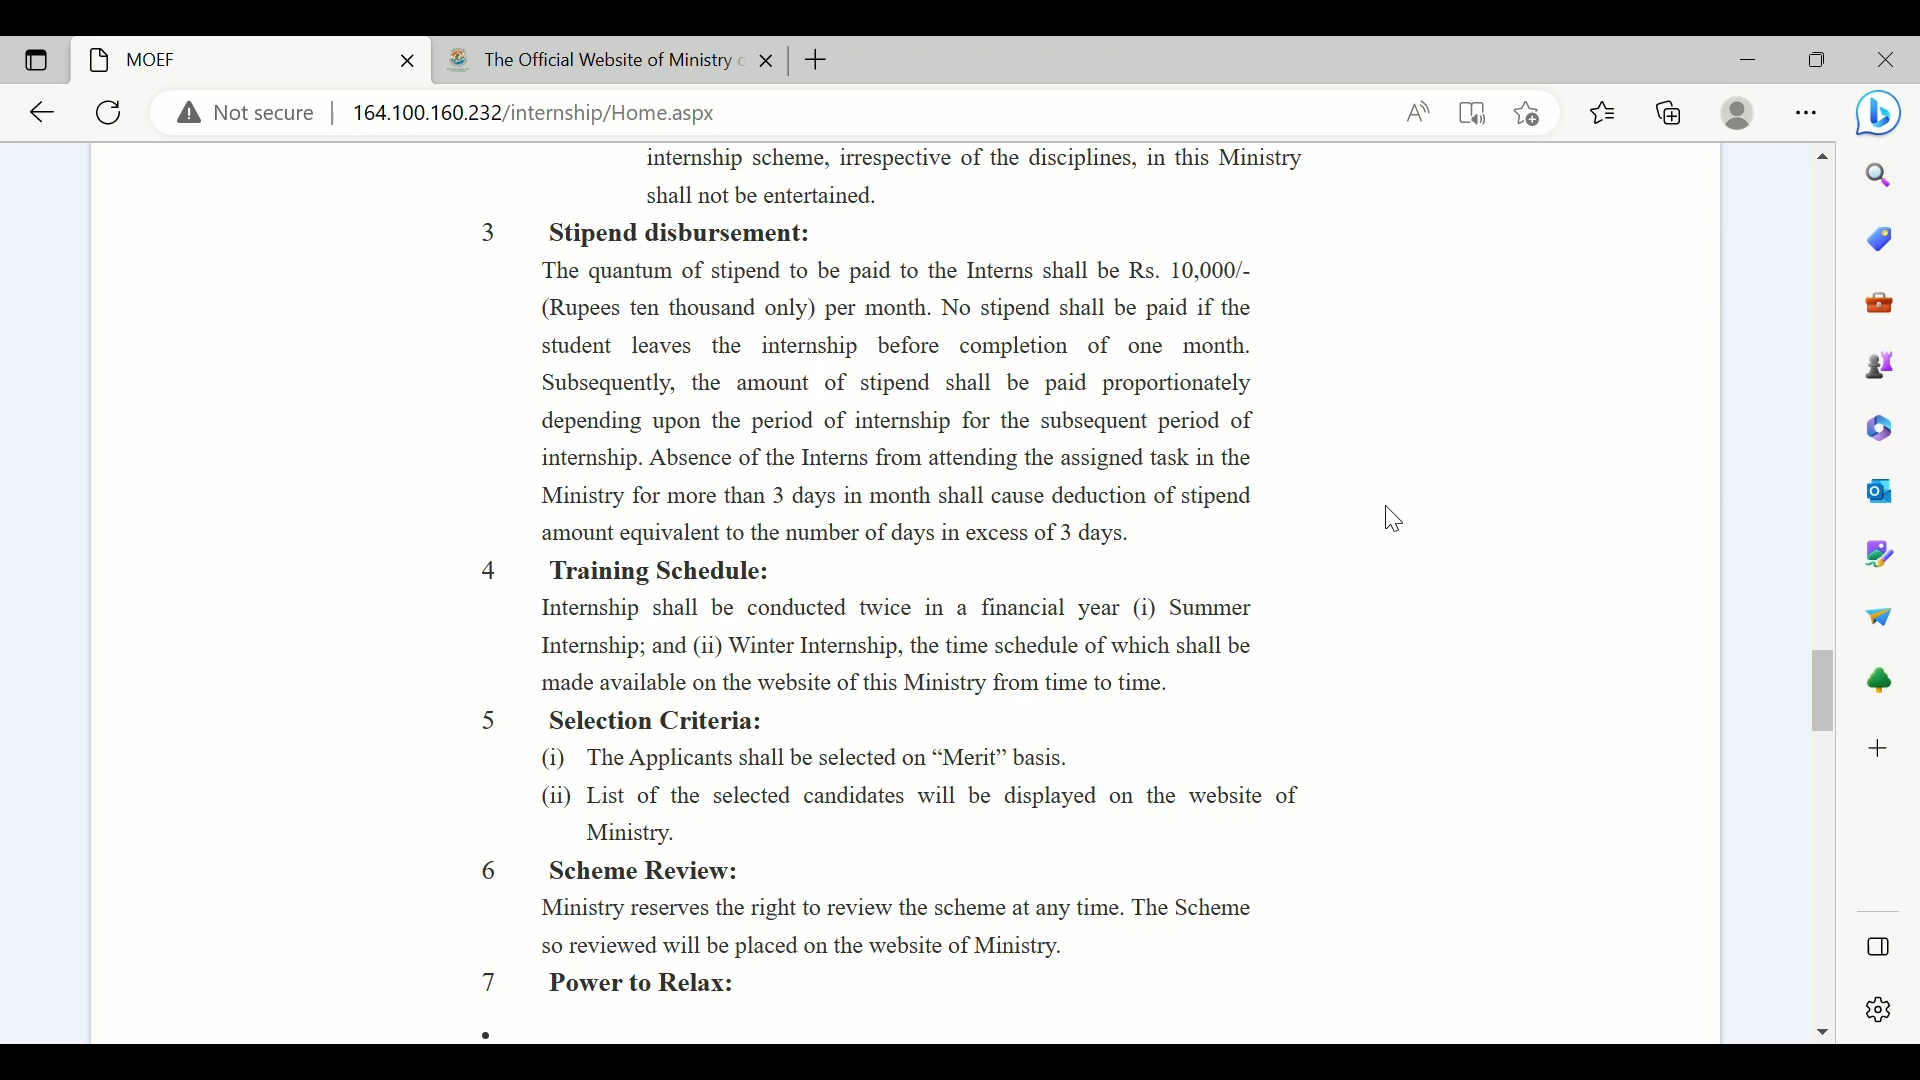 MOEF
The Official Website of Ministry
Not secure
164.100.160.232/internship/Home.aspx
internship scheme, irrespective of the disciplines, in this Ministry
shall not be entertained.
3 Stipend disbursement:
The quantum of stipend to be paid to the Interns shall be Rs. 10,000/-
(Rupees ten thousand only) per month. No stipend shall be paid if the
student leaves the internship before completion of one month.
Subsequently, the amount of stipend shall be paid proportionately
depending upon the period of internship for the subsequent period of
internship. Absence of the Interns from attending the assigned task in the
Ministry for more than 3 days in month shall cause deduction of stipend
amount equivalent to the number of days in excess of 3 days.
4 Training Schedule:
Internship shall be conducted twice in a financial year (i) Summer
Internship; and (ii) Winter Internship, the time schedule of which shall be
made available on the website of this Ministry from time to time.
5 Selection Criteria:
(i) The Applicants shall be selected on “Merit” basis.
(ii) List of the selected candidates will be displayed on the website of
Ministry.
6 Scheme Review:
Ministry reserves the right to review the scheme at any time. The Scheme
so reviewed will be placed on the website of Ministry.
7 Power to Relax: